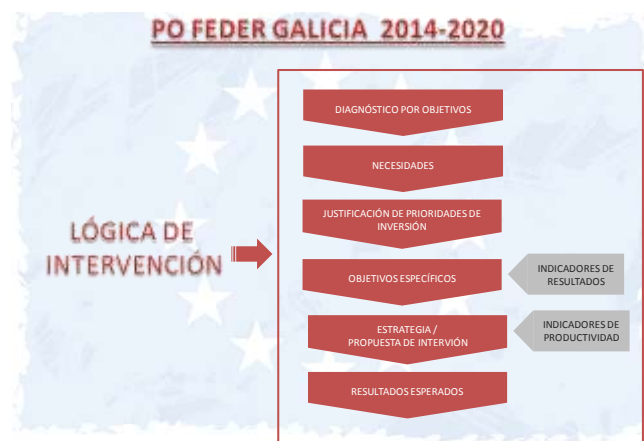 PO FEDER GALICIA 2014-2020
DIAGNÓSTICO POR OBJETIVOS
NECESIDADES
JUSTIFICACIÓN DE PRIORIDADES DE
INVERSIÓN
LÓGICA DE
INTERVENCIÓN
OBJETIVOS ESPECÍFICOS
INDICADORES DE
RESULTADOS
ESTRATEGIA /
PROPUESTA DE INTERVIÓN
INDICADORES DE
PRODUCTIVIDAD
RESULTADOS ESPERADOS